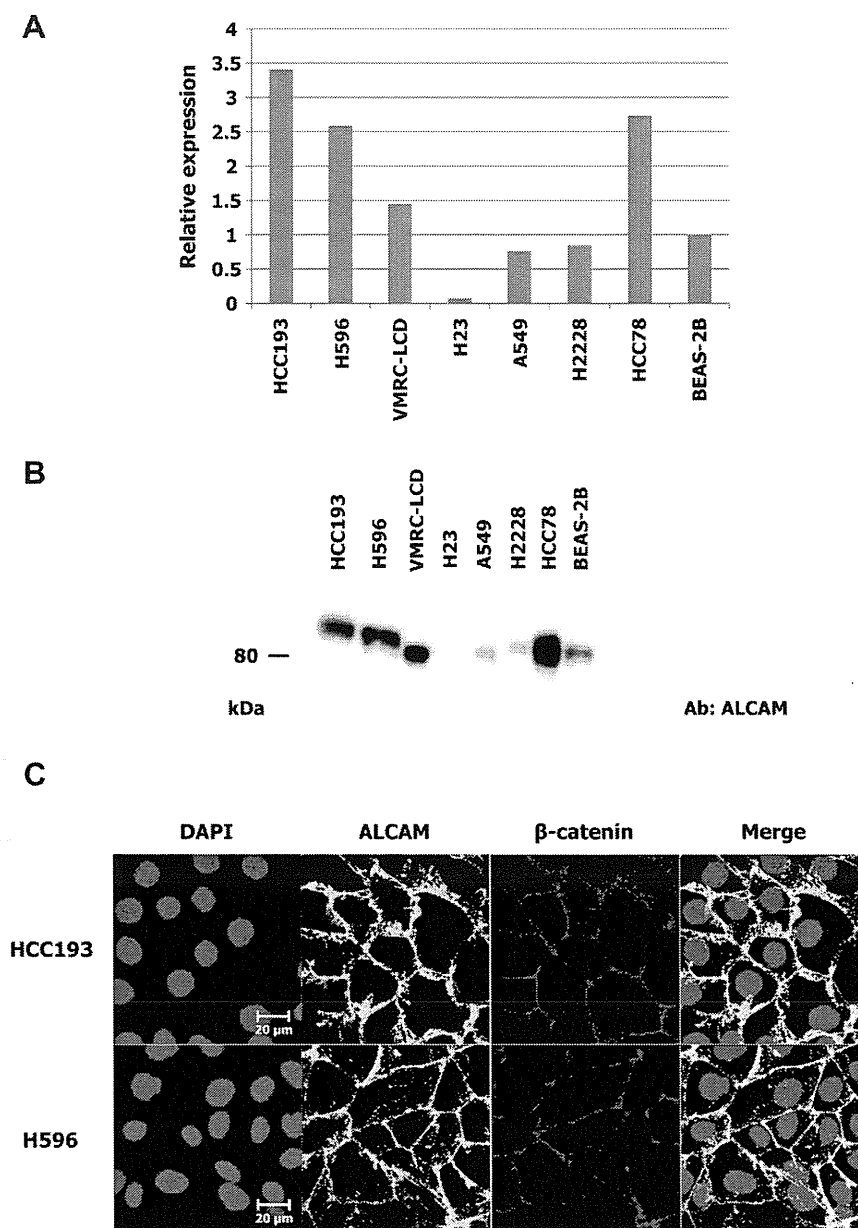 A
4
3.5
3
2.5
2
1.5
1
0.5
0
Relative expression
HCC193
H596
VMRC-LCD
H23
A549
H2228
HCC78
BEAS-2B
B
HCC193
H596
VMRC-LCD
H23
A549
H2228
HCC78
BEAS-2B
80
kDa
Ab: ALCAM
C
DAPI ALCAM β-catenin Merge
HCC193
20 μm
H596
20 μm